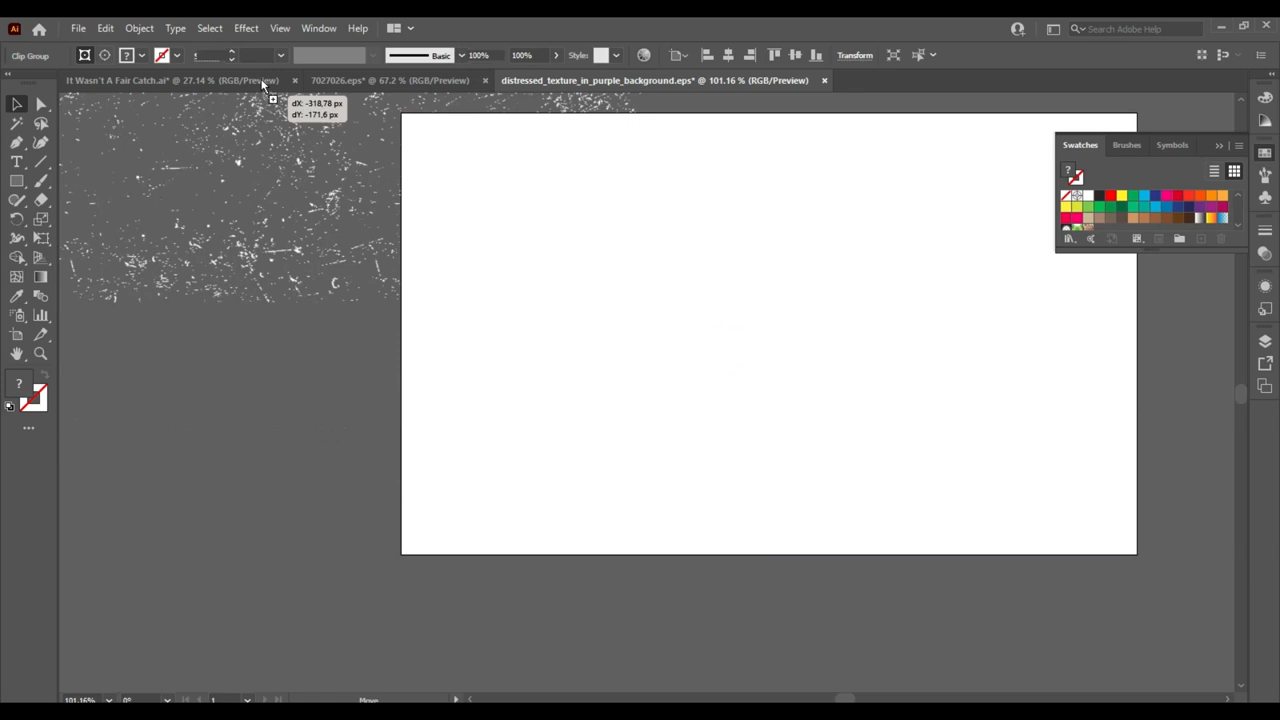 Ai File Edit Object Type Select Effect View Window Help Search Adobe Help
Clip Group ? Basic 100% 100% Style: Transform
It Wasn't A Fair Catch.ai* @ 27.14 % (RGB/Preview) × 7027026.eps* @ 67.2 % (RGB/Preview) × distressed_texture_in_purple_background.eps* @ 101.16 % (RGB/Preview) ×
dX: -318,78 px
dY: -171,6 px
Swatches Brushes Symbols
?
?
101.16% 0° 1 Move